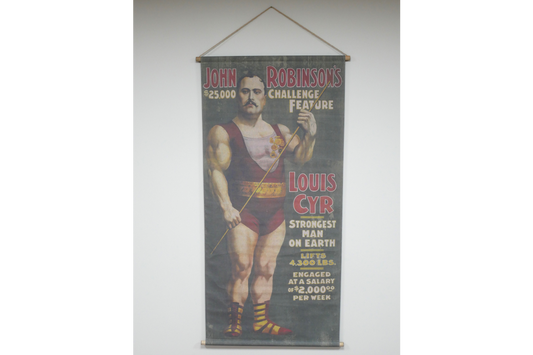 JOHN ROBINSON'S
$25.000 CHALLENGE
FEATURE
LOUIS
CYR
STRONGEST
MAN
ON EARTH
LIFTS
4.300 LBS.
ENGAGED
AT A SALARY
OF $2.000.00
PER WEEK